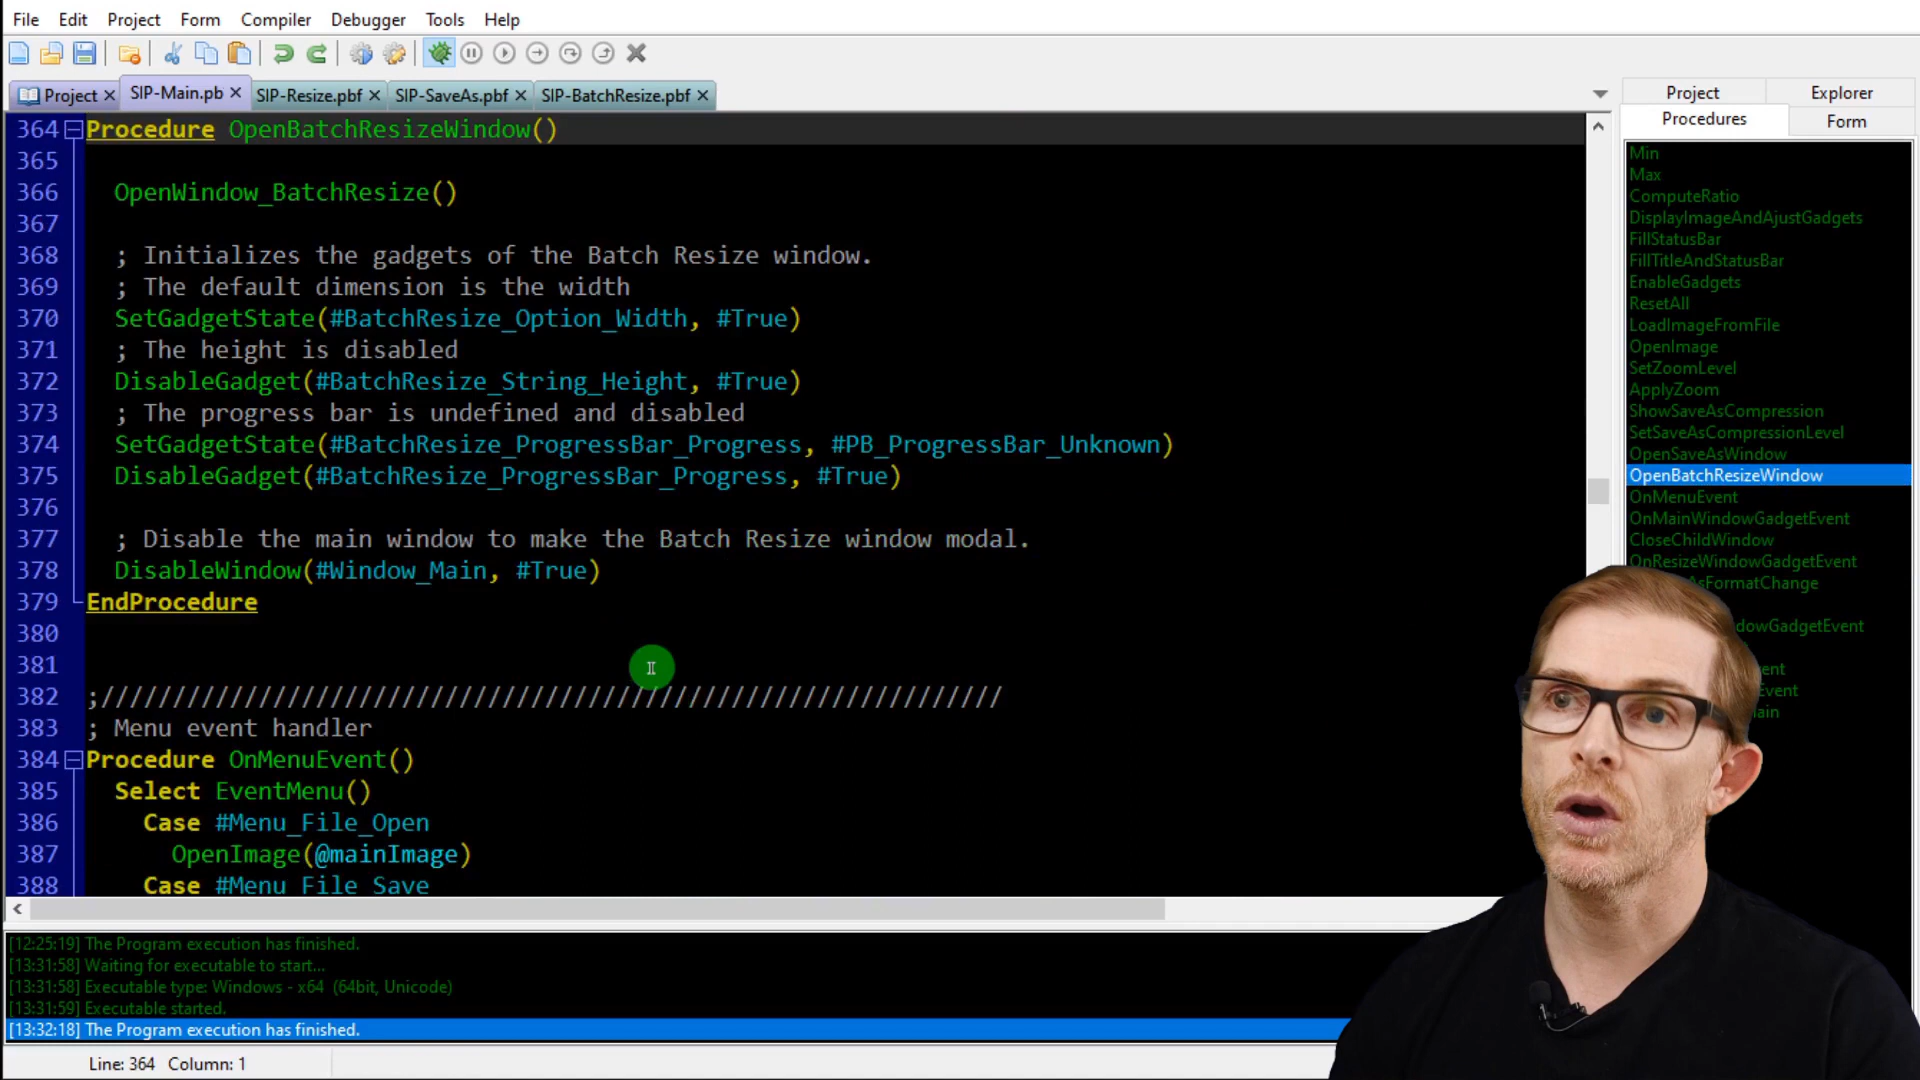 File Edit Project Form Compiler Debugger Tools Help
Project SIP-Main.pb SIP-Resize.pbf SIP-SaveAs.pbf SIP-BatchResize.pbf
364 Procedure OpenBatchResizeWindow()
365
366 OpenWindow_BatchResize()
367
368 ; Initializes the gadgets of the Batch Resize window.
369 ; The default dimension is the width
370 SetGadgetState(#BatchResize_Option_Width, #True)
371 ; The height is disabled
372 DisableGadget(#BatchResize_String_Height, #True)
373 ; The progress bar is undefined and disabled
374 SetGadgetState(#BatchResize_ProgressBar_Progress, #PB_ProgressBar_Unknown)
375 DisableGadget(#BatchResize_ProgressBar_Progress, #True)
376
377 ; Disable the main window to make the Batch Resize window modal.
378 DisableWindow(#Window_Main, #True)
379 EndProcedure
380
381
382 ;///////////////////////////////////////////////////////////////
383 ; Menu event handler
384 Procedure OnMenuEvent()
385 Select EventMenu()
386 Case #Menu_File_Open
387 OpenImage(@mainImage)
388 Case #Menu_File_Save
Project Explorer
Procedures Form
Min
Max
ComputeRatio
DisplayImageAndAjustGadgets
FillStatusBar
FillTitleAndStatusBar
EnableGadgets
ResetAll
LoadImageFromFile
OpenImage
SetZoomLevel
ApplyZoom
ShowSaveAsCompression
SetSaveAsCompressionLevel
OpenSaveAsWindow
OpenBatchResizeWindow
OnMenuEvent
OnMainWindowGadgetEvent
CloseChildWindow
OnResizeWindowGadgetEvent
AsFormatChange
dowGadgetEvent
ent
Event
ain
[12:25:19] The Program execution has finished.
[13:31:58] Waiting for executable to start...
[13:31:58] Executable type: Windows - x64 (64bit, Unicode)
[13:31:59] Executable started.
[13:32:18] The Program execution has finished.
Line: 364 Column: 1